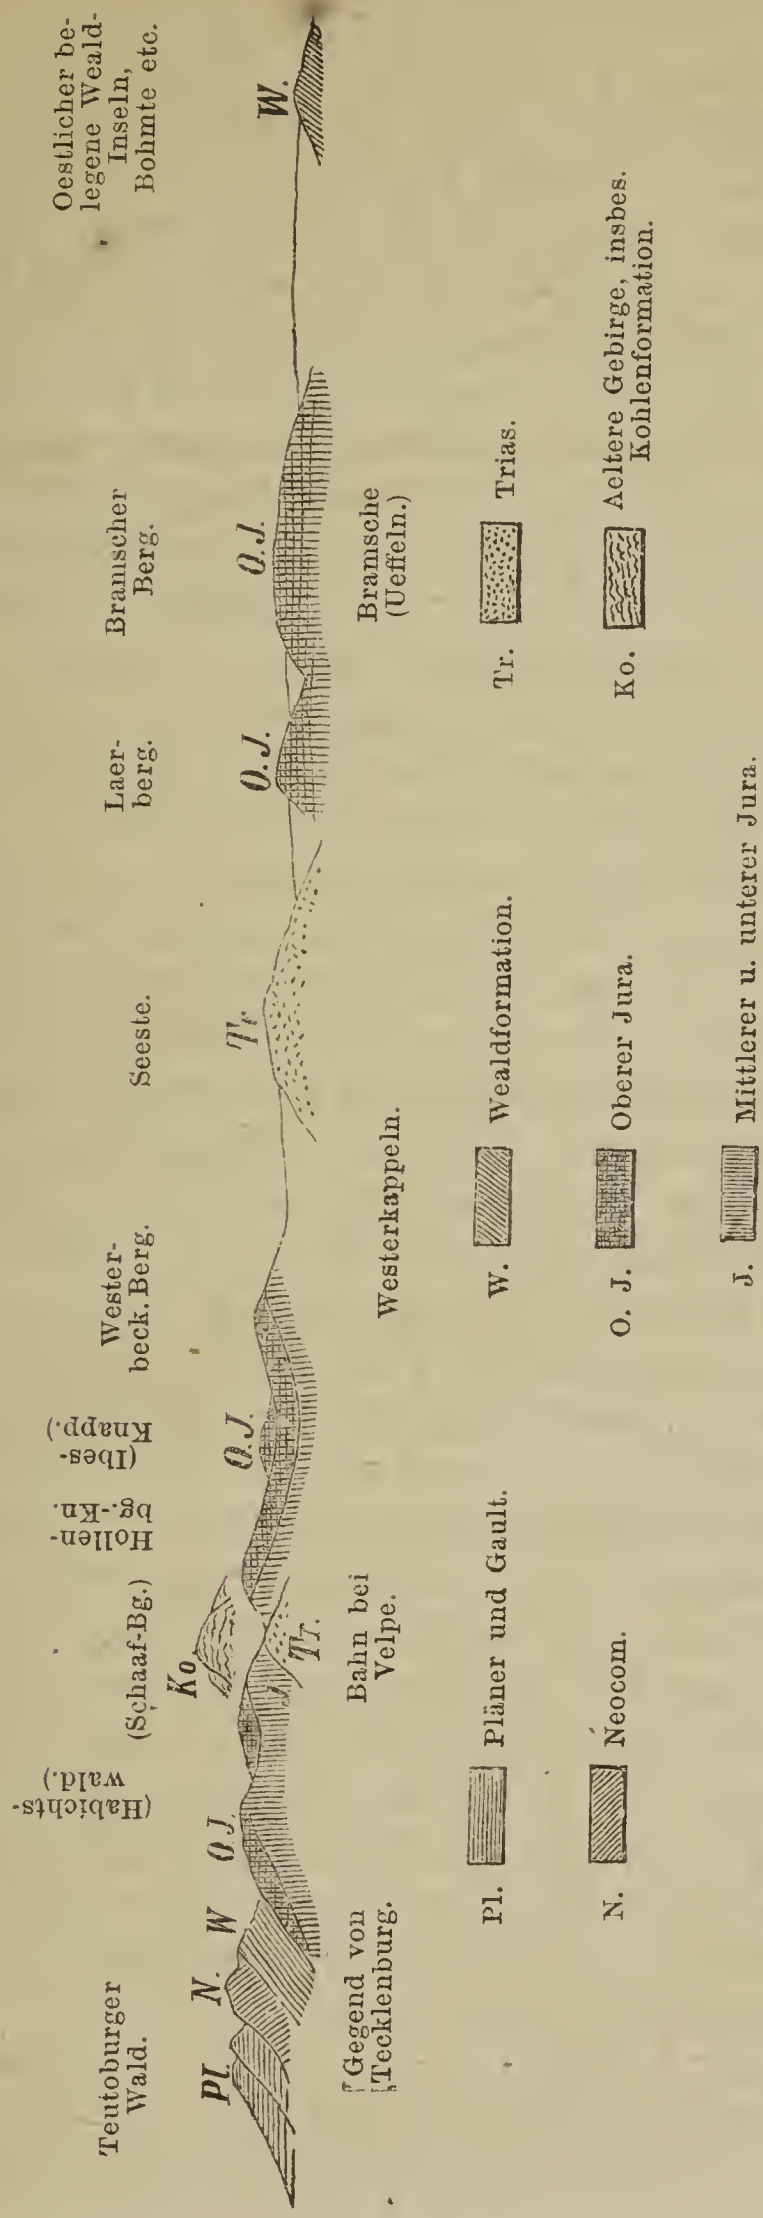 Teutoburger
Wald.
(Habichts-
wald.)
(Schaaf-Bg.)
Hollen-
bg.-Kn.
(Ibes-
Knapp.)
Wester-
beck. Berg.
Seeste.
Laer-
berg.
Bramscher
Berg.
Oestlicher be-
legene Weald-
Inseln,
Bohmte etc.
Pl.
N.
W
O.J.
Ko
Tr.
O.J.
Tr
O.J.
O.J.
W.
Gegend von
Tecklenburg.
Bahn bei
Velpe.
Westerkappeln.
Bramsche
(Ueffeln.)
Pl. Pläner und Gault.
W. Wealdformation.
Tr. Trias.
N. Neocom.
O. J. Oberer Jura.
Ko. Aeltere Gebirge, insbes.
Kohlenformation.
J. Mittlerer u. unterer Jura.